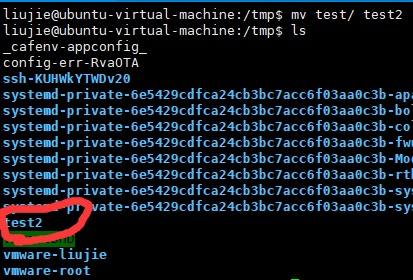 liujie@ubuntu-virtual-machine:/tmp$ mv test/ test2
liujie@ubuntu-virtual-machine:/tmp$ ls
_cafenv-appconfig_
config-err-RvaOTA
ssh-KUHWkYTWDv20
systemd-private-6e5429cdfca24cb3bc7acc6f03aa0c3b-apa
systemd-private-6e5429cdfca24cb3bc7acc6f03aa0c3b-bo
systemd-private-6e5429cdfca24cb3bc7acc6f03aa0c3b-co
systemd-private-6e5429cdfca24cb3bc7acc6f03aa0c3b-fw
systemd-private-6e5429cdfca24cb3bc7acc6f03aa0c3b-Mo
systemd-private-6e5429cdfca24cb3bc7acc6f03aa0c3b-rt
systemd-private-6e5429cdfca24cb3bc7acc6f03aa0c3b-sys
systemd-private-6e5429cdfca24cb3bc7acc6f03aa0c3b-sys
test2
vmware-liujie
vmware-root